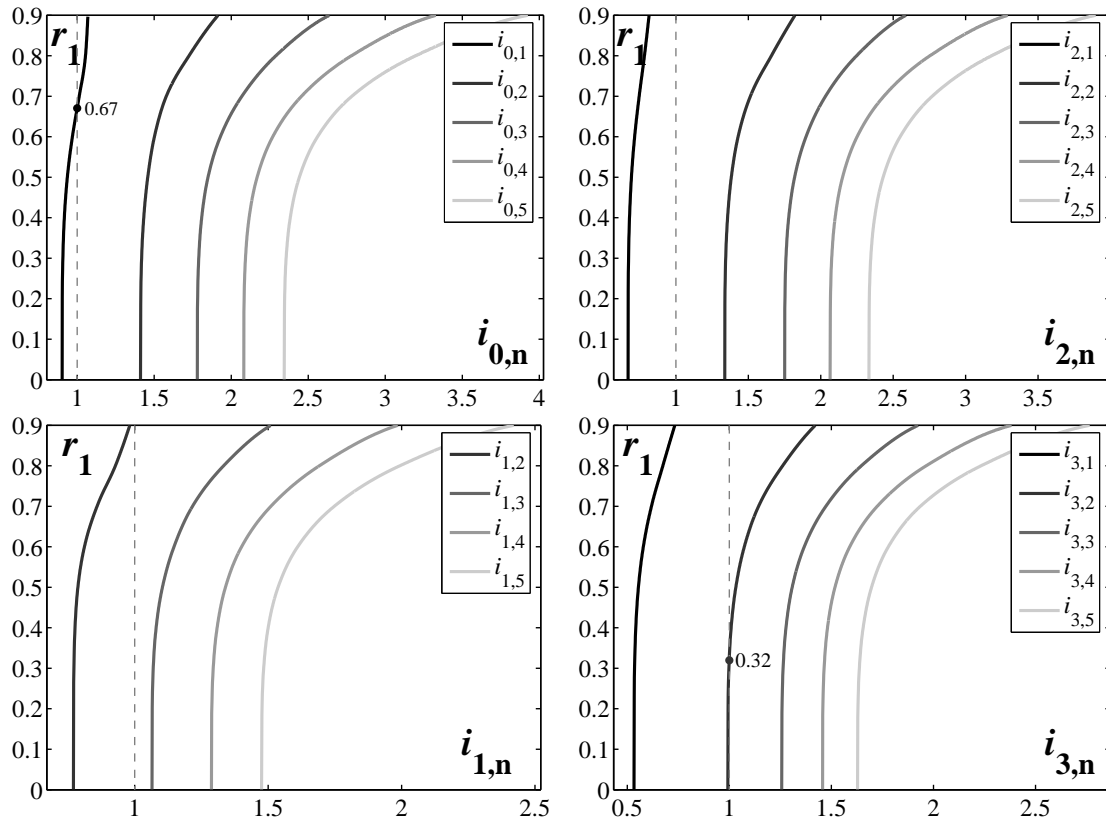 0.9
0.8
0.7
0.6
0.5
0.4
0.3
0.2
0.1
0
r1
0.67
i0,1
i0,2
i0,3
i0,4
i0,5
i0,n
1 1.5 2 2.5 3 3.5 4
0.9
0.8
0.7
0.6
0.5
0.4
0.3
0.2
0.1
0
r1
i2,1
i2,2
i2,3
i2,4
i2,5
i2,n
1 1.5 2 2.5 3 3.5
0.9
0.8
0.7
0.6
0.5
0.4
0.3
0.2
0.1
0
r1
i1,2
i1,3
i1,4
i1,5
i1,n
1 1.5 2 2.5
0.9
0.8
0.7
0.6
0.5
0.4
0.3
0.2
0.1
0
r1
0.32
i3,1
i3,2
i3,3
i3,4
i3,5
i3,n
0.5 1 1.5 2 2.5